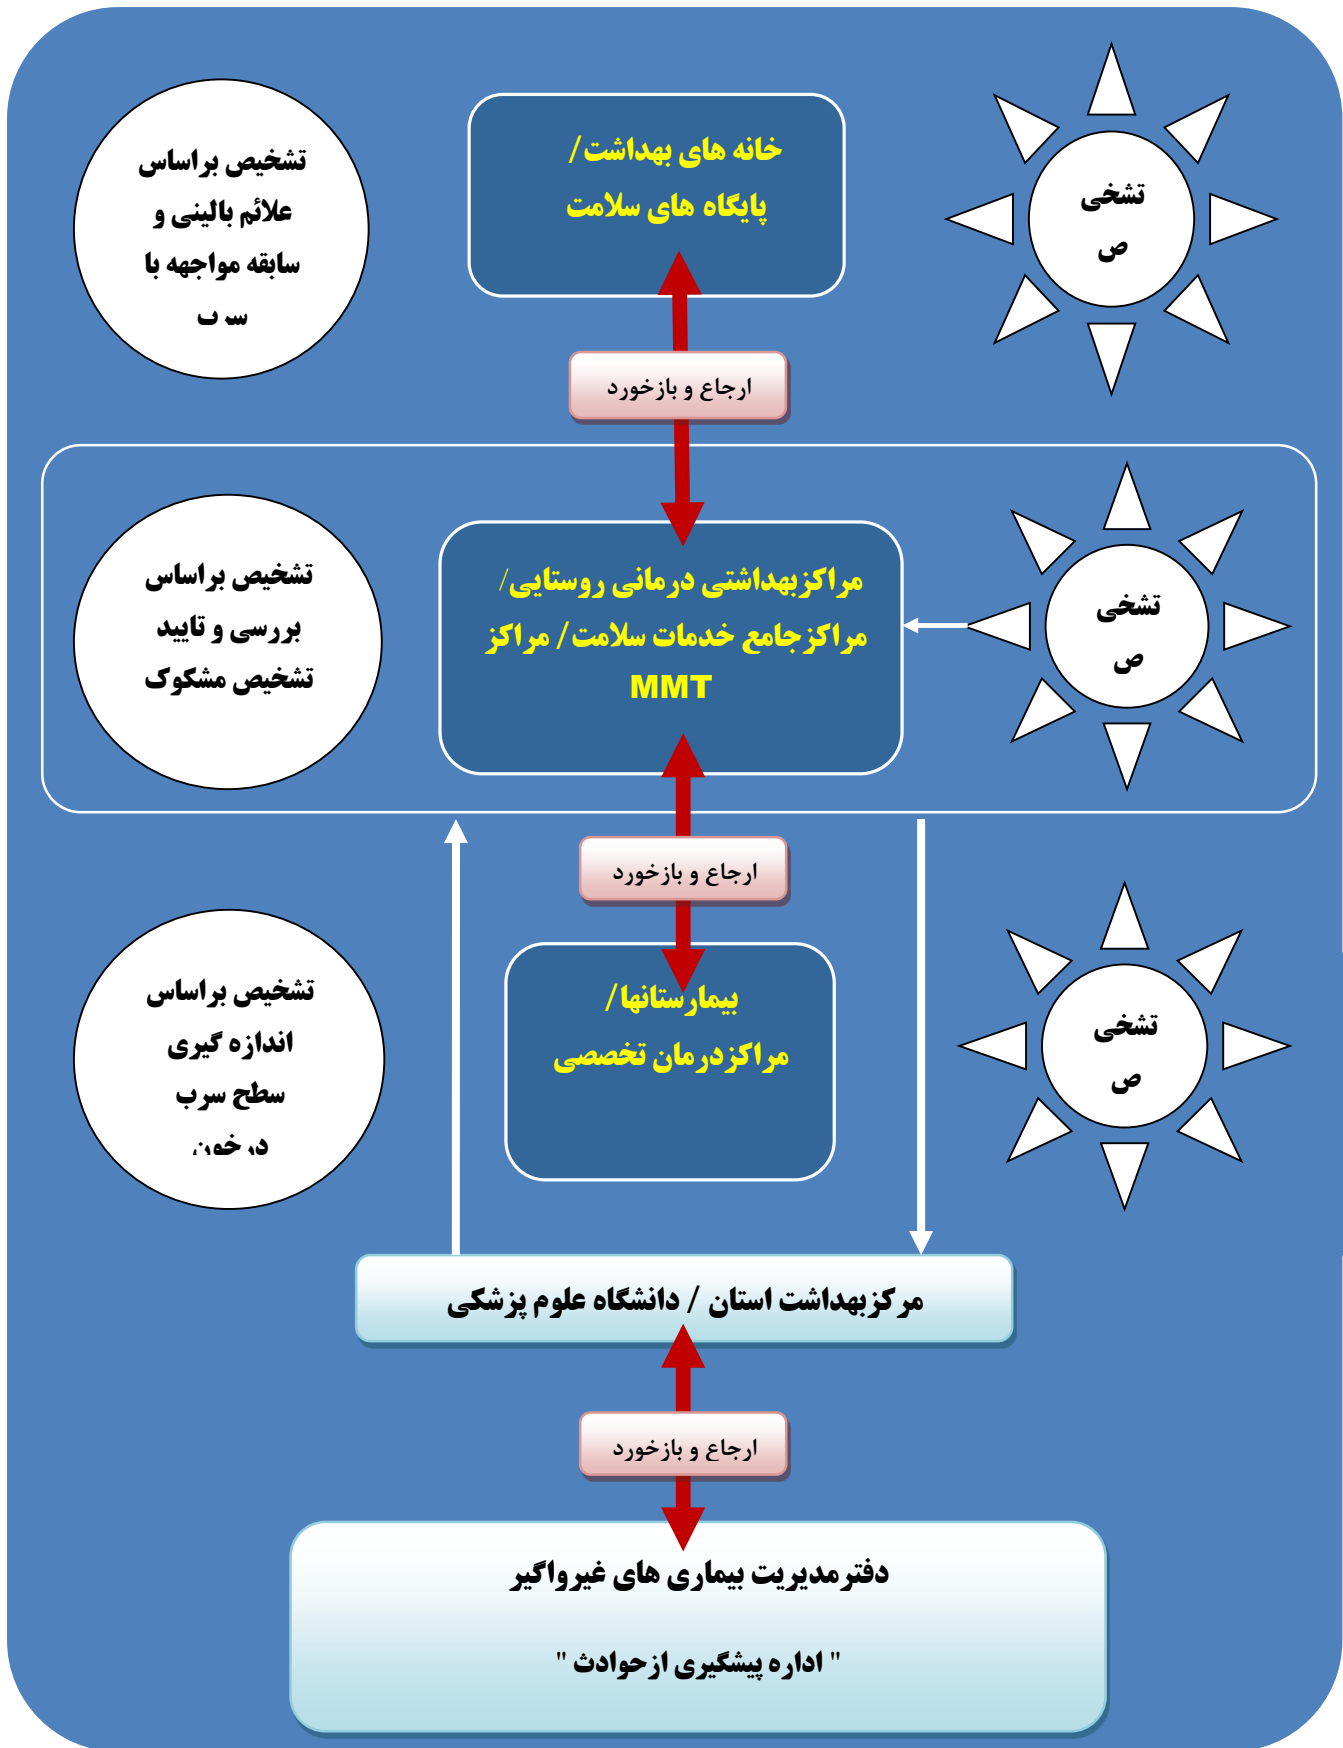 خانه های بهداشت/
پایگاه های سلامت
تشخی
ص
تشخیص براساس
علائم بالینی و
سابقه مواجهه با
سرب
ارجاع و بازخورد
تشخی
ص
مراکزبهداشتی درمانی روستایی/
مراکزجامع خدمات سلامت/ مراکز
MMT
تشخیص براساس
بررسی و تایید
تشخیص مشکوک
ارجاع و بازخورد
تشخی
ص
بیمارستانها/
مراکزدرمان تخصصی
تشخیص براساس
اندازه گیری
سطح سرب
درخون
مرکزبهداشت استان / دانشگاه علوم پزشکی
ارجاع و بازخورد
دفترمدیریت بیماری های غیرواگیر
" اداره پیشگیری ازحوادث "